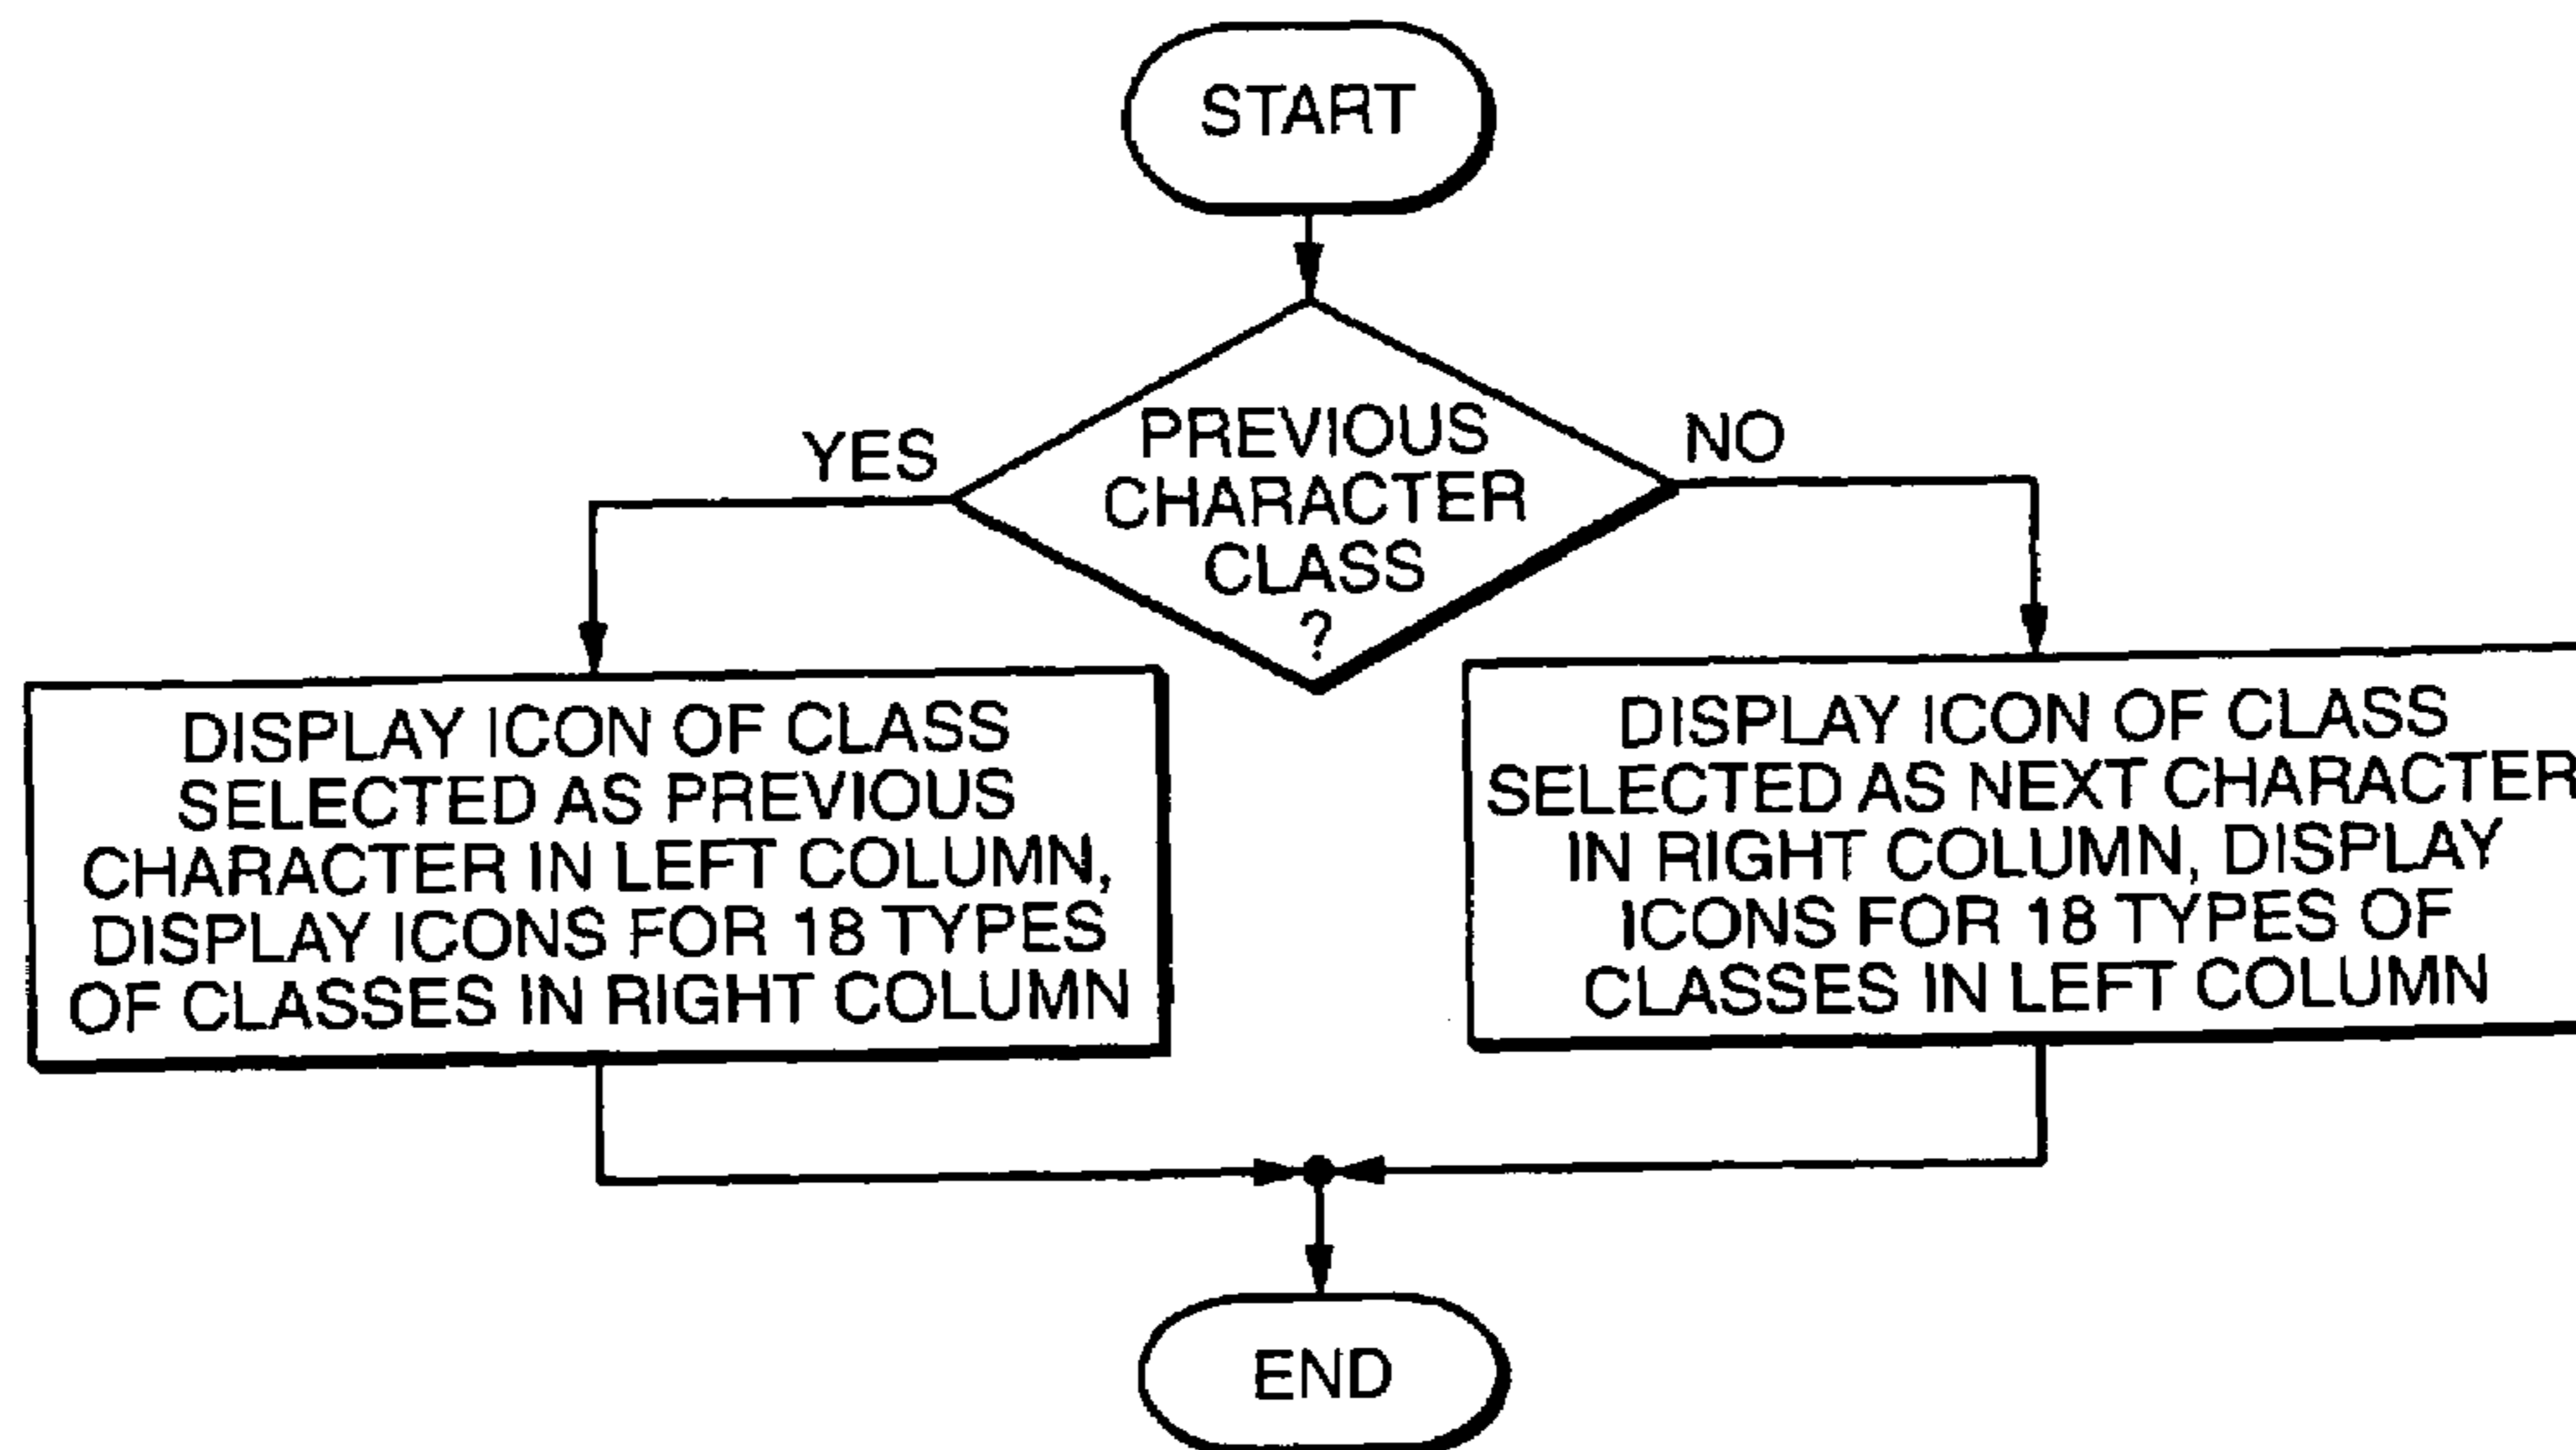 START
PREVIOUS
CHARACTER
CLASS
?
YES
NO
DISPLAY ICON OF CLASS
SELECTED AS PREVIOUS
CHARACTER IN LEFT COLUMN,
DISPLAY ICONS FOR 18 TYPES
OF CLASSES IN RIGHT COLUMN
DISPLAY ICON OF CLASS
SELECTED AS NEXT CHARACTER
IN RIGHT COLUMN, DISPLAY
ICONS FOR 18 TYPES OF
CLASSES IN LEFT COLUMN
END